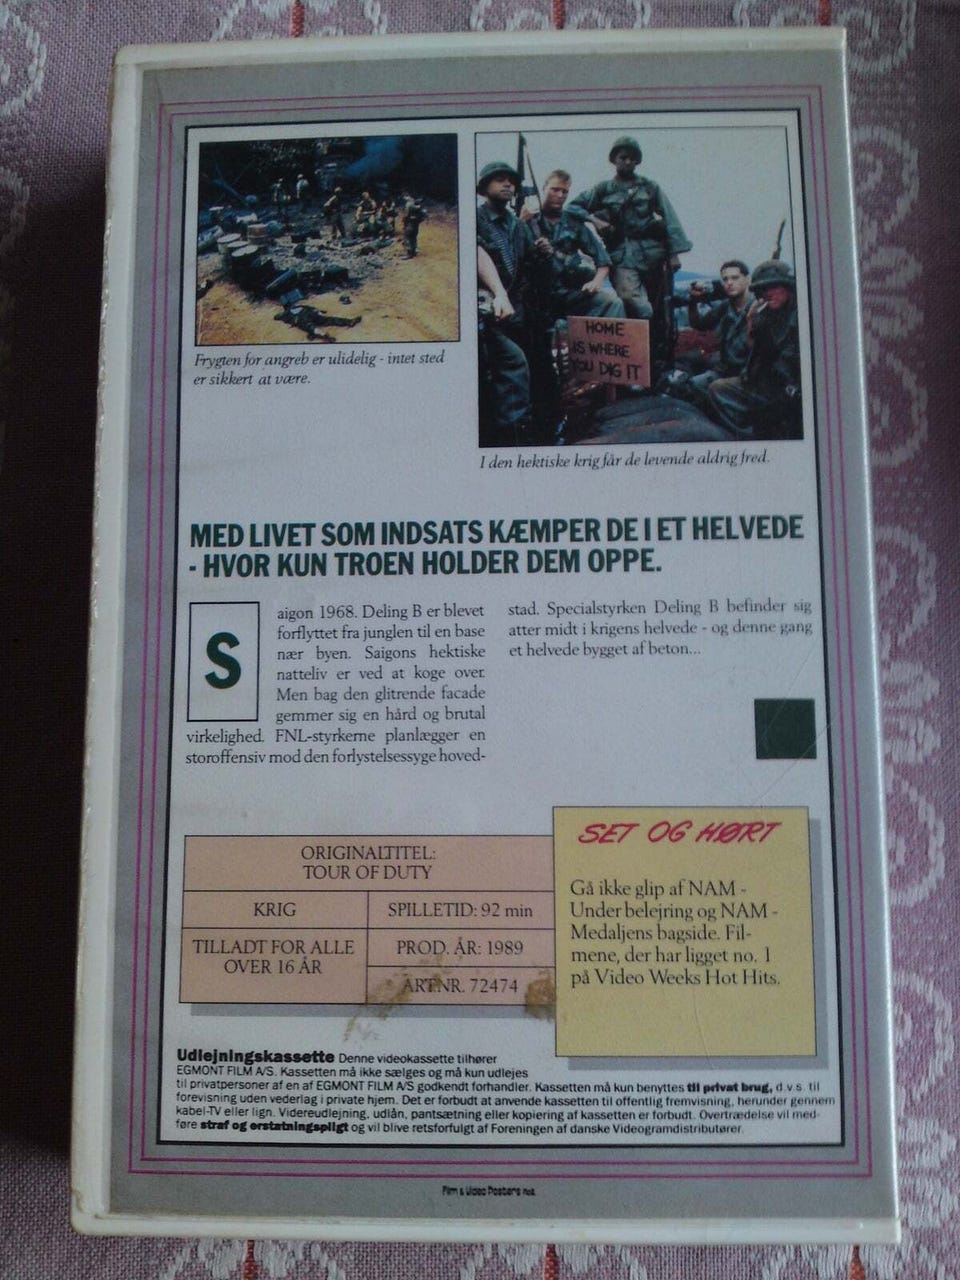 Frygten for angreb er ulidelig - intet sted
er sikkert at være.
HOME
IS WHERE
YOU DIG IT
I den hektiske krig får de levende aldrig fred.
MED LIVET SOM INDSATS KÆMPER DE I ET HELVEDE
- HVOR KUN TROEN HOLDER DEM OPPE.
S
aigon 1968. Deling B er blevet
forflyttet fra junglen til en base
nær byen. Saigons hektiske
natteliv er ved at koge over.
Men bag den glitrende facade
gemmer sig en hård og brutal
virkelighed. FNL-styrkerne planlægger en
storoffensiv mod den forlystelsessyge hoved-
stad. Specialstyrken Deling B befinder sig
atter midt i krigens helvede - og denne gang
et helvede bygget af beton...
ORIGINALTITEL:
TOUR OF DUTY
KRIG
SPILLETID: 92 min
TILLADT FOR ALLE
OVER 16 ÅR
PROD. ÅR: 1989
ART.NR. 72474
SET OG HØRT
Gå ikke glip af NAM -
Under belejring og NAM -
Medaljens bagside. Fil-
mene, der har ligget no. 1
på Video Weeks Hot Hits.
Udlejningskassette Denne videokassette tilhører
EGMONT FILM A/S. Kassetten må ikke sælges og må kun udlejes
til privatpersoner af en af EGMONT FILM A/S godkendt forhandler. Kassetten må kun benyttes til privat brug, d.v.s. til
forevisning uden vederlag i private hjem. Det er forbudt at anvende kassetten til offentlig fremvisning, herunder gennem
kabel-TV eller lign. Videreudlejning, udlån, pantsætning eller kopiering af kassetten er forbudt. Overtrædelse vil med-
føre straf og erstatningspligt og vil blive retsforfulgt af Foreningen af danske Videogramdistributører.
Film & Video Posters